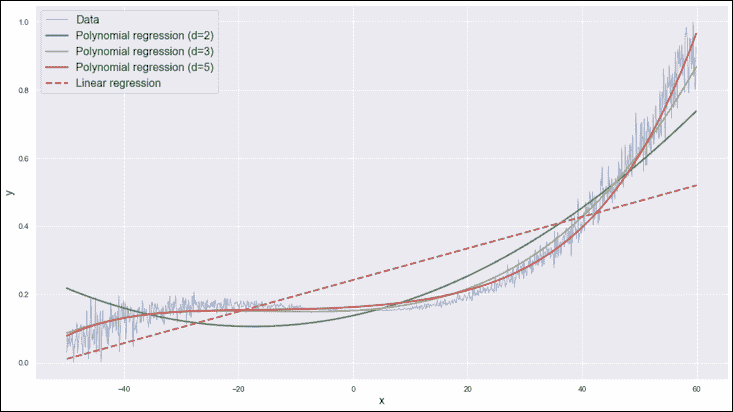 Data
Polynomial regression (d=2)
Polynomial regression (d=3)
Polynomial regression (d=5)
Linear regression
1.0
0.8
0.6
y
0.4
0.2
0.0
−40 −20 0 20 40 60
x